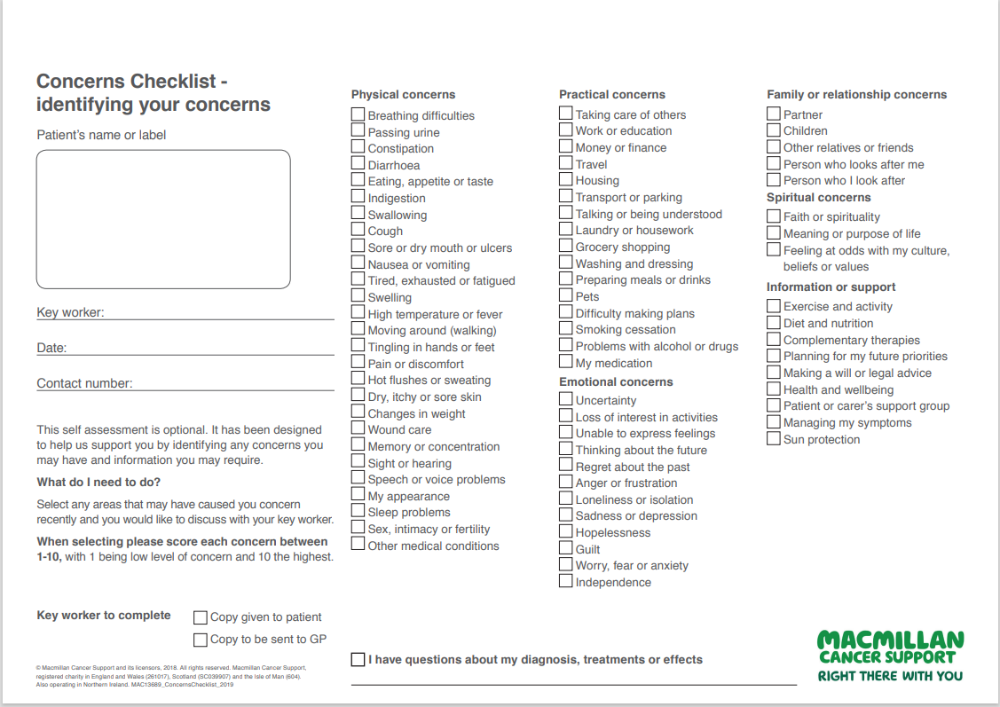 Concerns Checklist -
identifying your concerns
Patient's name or label
Key worker:
Date:
Contact number:
This self assessment is optional. It has been designed
to help us support you by identifying any concerns you
may have and information you may require.
What do I need to do?
Select any areas that may have caused you concern
recently and you would like to discuss with your key worker.
When selecting please score each concern between
1-10, with 1 being low level of concern and 10 the highest.
Key worker to complete
Copy given to patient
Copy to be sent to GP
© Macmillan Cancer Support and its licensors, 2018. All rights reserved. Macmillan Cancer Support,
registered charity in England and Wales (261017), Scotland (SC039907) and the Isle of Man (604).
Also operating in Northern Ireland. MAC13689_ConcernsChecklist_2019
Physical concerns
Breathing difficulties
Passing urine
Constipation
Diarrhoea
Eating, appetite or taste
Indigestion
Swallowing
Cough
Sore or dry mouth or ulcers
Nausea or vomiting
Tired, exhausted or fatigued
Swelling
High temperature or fever
Moving around (walking)
Tingling in hands or feet
Pain or discomfort
Hot flushes or sweating
Dry, itchy or sore skin
Changes in weight
Wound care
Memory or concentration
Sight or hearing
Speech or voice problems
My appearance
Sleep problems
Sex, intimacy or fertility
Other medical conditions
Practical concerns
Taking care of others
Work or education
Money or finance
Travel
Housing
Transport or parking
Talking or being understood
Laundry or housework
Grocery shopping
Washing and dressing
Preparing meals or drinks
Pets
Difficulty making plans
Smoking cessation
Problems with alcohol or drugs
My medication
Emotional concerns
Uncertainty
Loss of interest in activities
Unable to express feelings
Thinking about the future
Regret about the past
Anger or frustration
Loneliness or isolation
Sadness or depression
Hopelessness
Guilt
Worry, fear or anxiety
Independence
Family or relationship concerns
Partner
Children
Other relatives or friends
Person who looks after me
Person who I look after
Spiritual concerns
Faith or spirituality
Meaning or purpose of life
Feeling at odds with my culture,
beliefs or values
Information or support
Exercise and activity
Diet and nutrition
Complementary therapies
Planning for my future priorities
Making a will or legal advice
Health and wellbeing
Patient or carer's support group
Managing my symptoms
Sun protection
I have questions about my diagnosis, treatments or effects
MACMILLAN
CANCER SUPPORT
RIGHT THERE WITH YOU